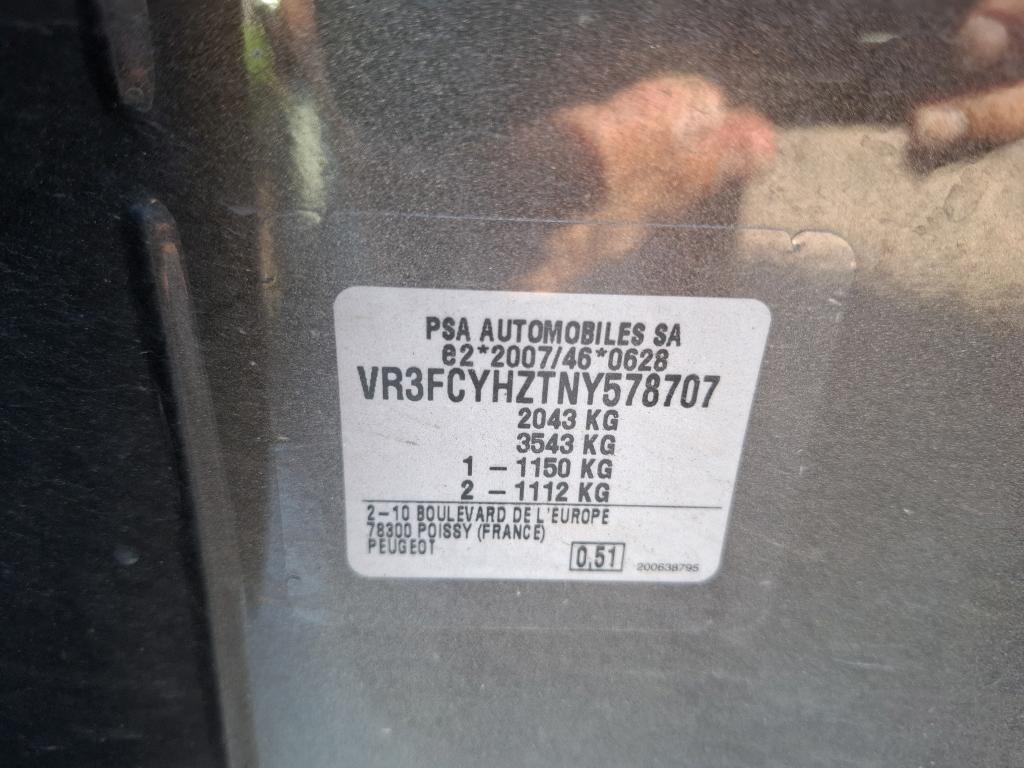 PSA AUTOMOBILES SA
e2*2007/46*0628
VR3FCYHZTNY578707
2043 KG
3543 KG
1 - 1150 KG
2 - 1112 KG
2-10 BOULEVARD DE L'EUROPE
78300 POISSY (FRANCE)
PEUGEOT
0,51
200638795